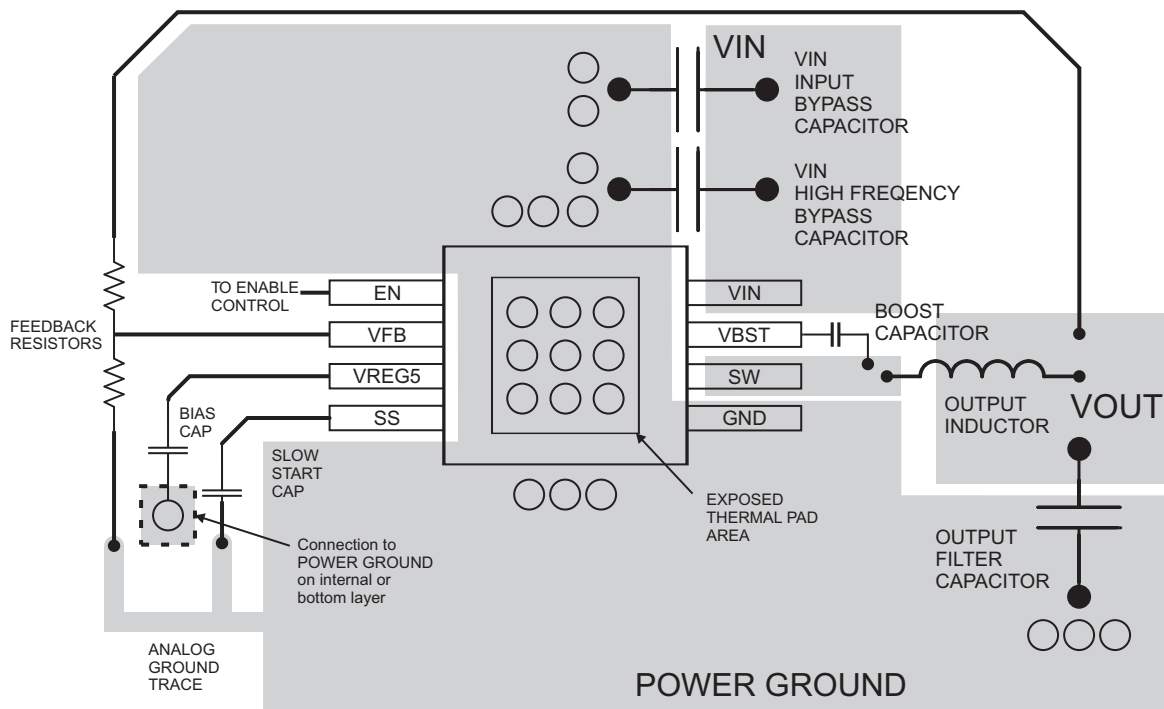 VIN
VIN
INPUT
BYPASS
CAPACITOR
VIN
HIGH FREQENCY
BYPASS
CAPACITOR
TO ENABLE
CONTROL
EN
VFB
VREG5
SS
VIN
VBST
SW
GND
BOOST
CAPACITOR
FEEDBACK
RESISTORS
BIAS
CAP
SLOW
START
CAP
OUTPUT
INDUCTOR
VOUT
EXPOSED
THERMAL PAD
AREA
Connection to
POWER GROUND
on internal or
bottom layer
OUTPUT
FILTER
CAPACITOR
ANALOG
GROUND
TRACE
POWER GROUND